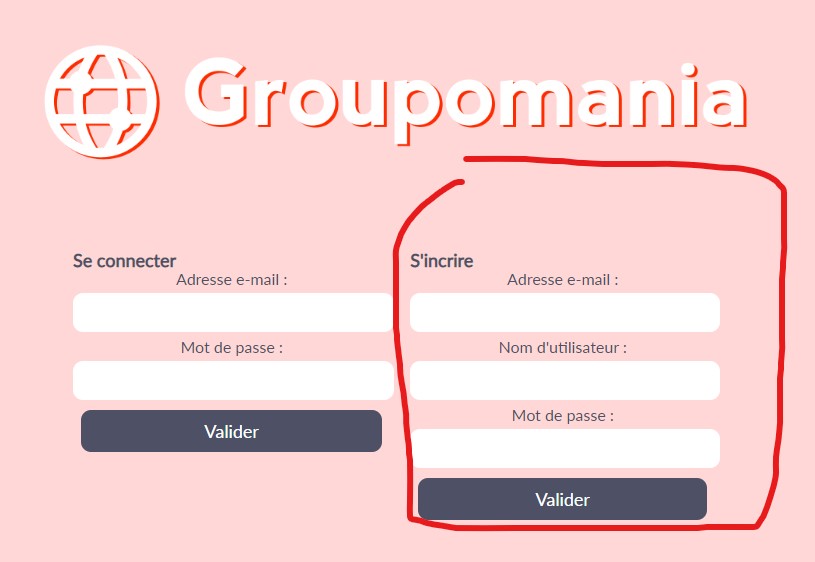 Groupomania
Se connecter
Adresse e-mail :
Mot de passe :
Valider
S'incrire
Adresse e-mail :
Nom d'utilisateur :
Mot de passe :
Valider